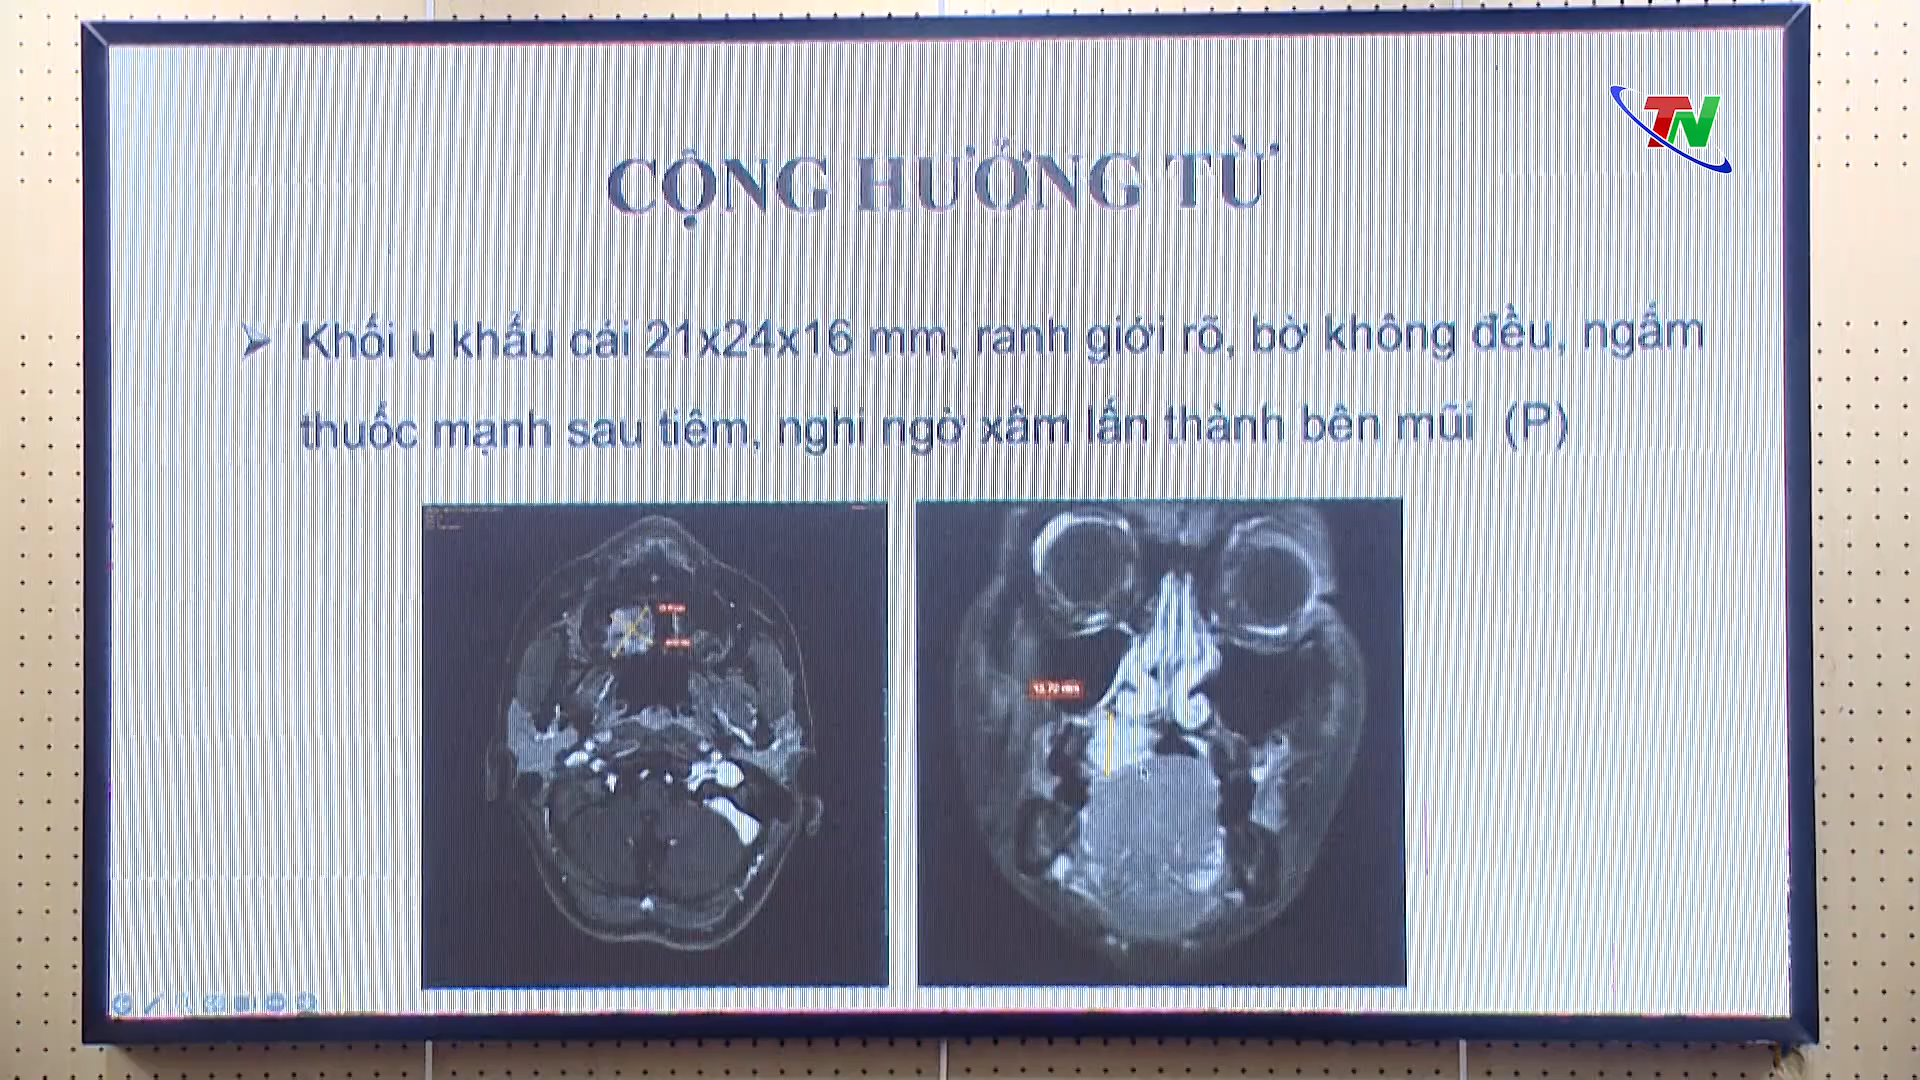 TN
CỘNG HƯỞNG TỪ
Khối u khẩu cái 21x24x16 mm, ranh giới rõ, bờ không đều, ngấm
thuốc mạnh sau tiêm, nghi ngờ xâm lấn thành bên mũi (P)